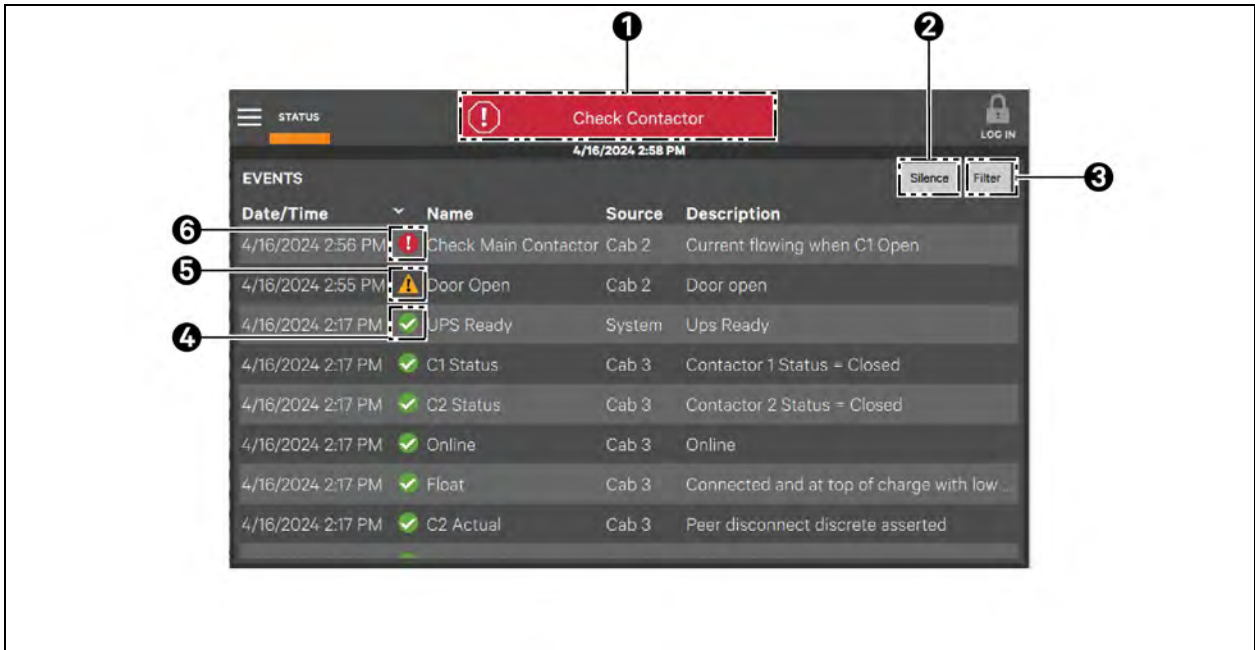 1 2
STATUS ! Check Contactor LOG IN
4/16/2024 2:58 PM
EVENTS Silence Filter 3
Date/Time Name Source Description
6 4/16/2024 2:56 PM ! Check Main Contactor Cab 2 Current flowing when C1 Open
5 4/16/2024 2:55 PM ! Door Open Cab 2 Door open
4 4/16/2024 2:17 PM UPS Ready System Ups Ready
4/16/2024 2:17 PM C1 Status Cab 3 Contactor 1 Status = Closed
4/16/2024 2:17 PM C2 Status Cab 3 Contactor 2 Status = Closed
4/16/2024 2:17 PM Online Cab 3 Online
4/16/2024 2:17 PM Float Cab 3 Connected and at top of charge with low ...
4/16/2024 2:17 PM C2 Actual Cab 3 Peer disconnect discrete asserted